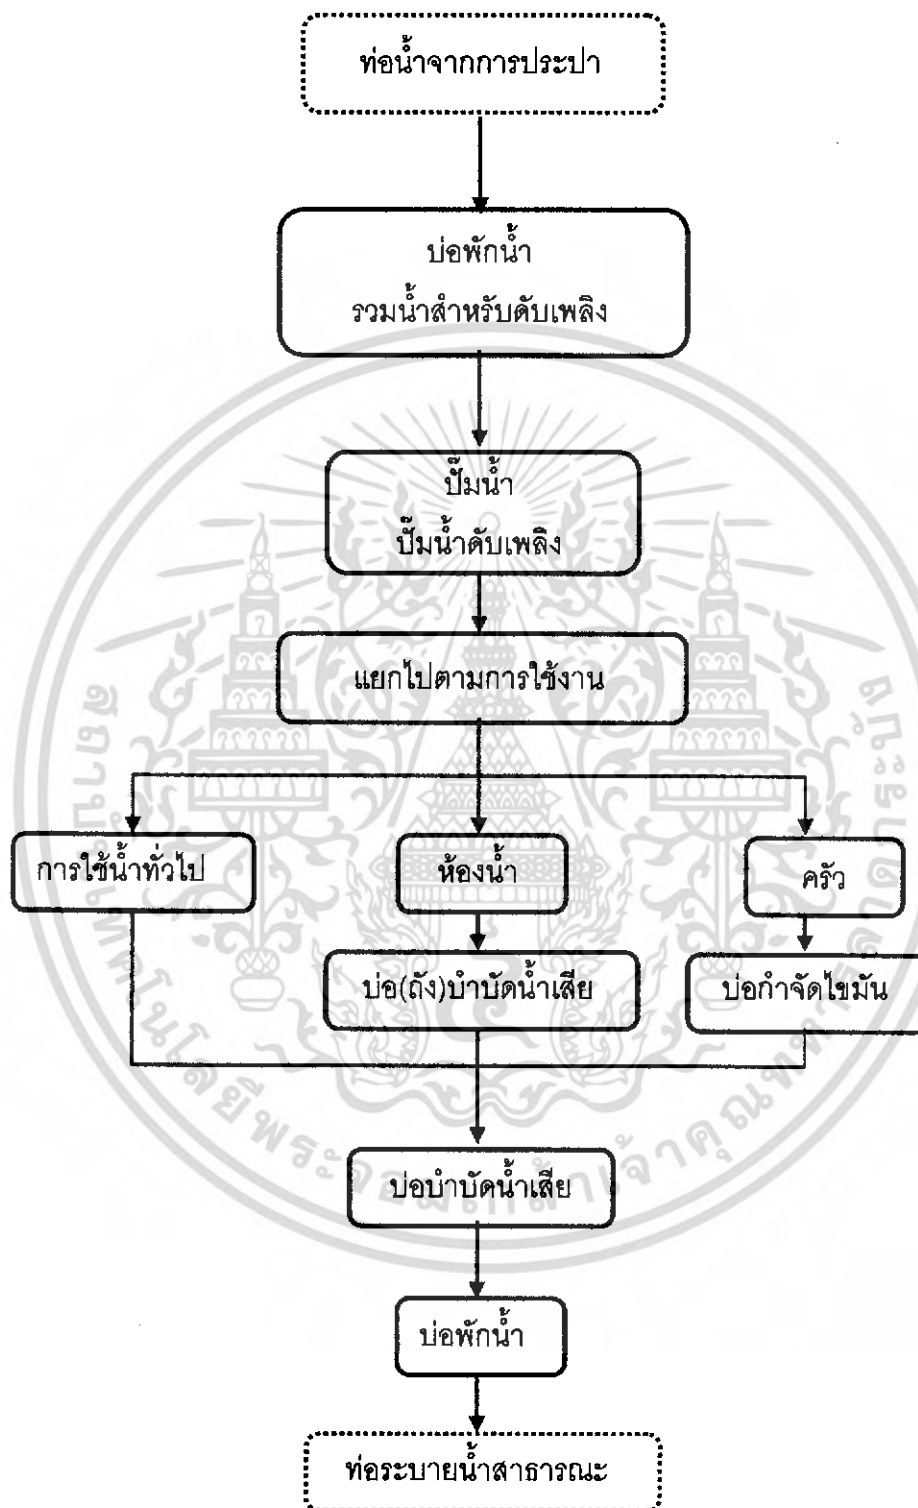 ท่อน้ำจากการประปา
บ่อพักน้ำ
รวมน้ำสำหรับดับเพลิง
ปั๊มน้ำ
ปั๊มน้ำดับเพลิง
แยกไปตามการใช้งาน
การใช้น้ำทั่วไป
ห้องน้ำ
ครัว
บ่อ(ถัง)บำบัดน้ำเสีย
บ่อกำจัดไขมัน
บ่อบำบัดน้ำเสีย
บ่อพักน้ำ
ท่อระบายน้ำสาธารณะ